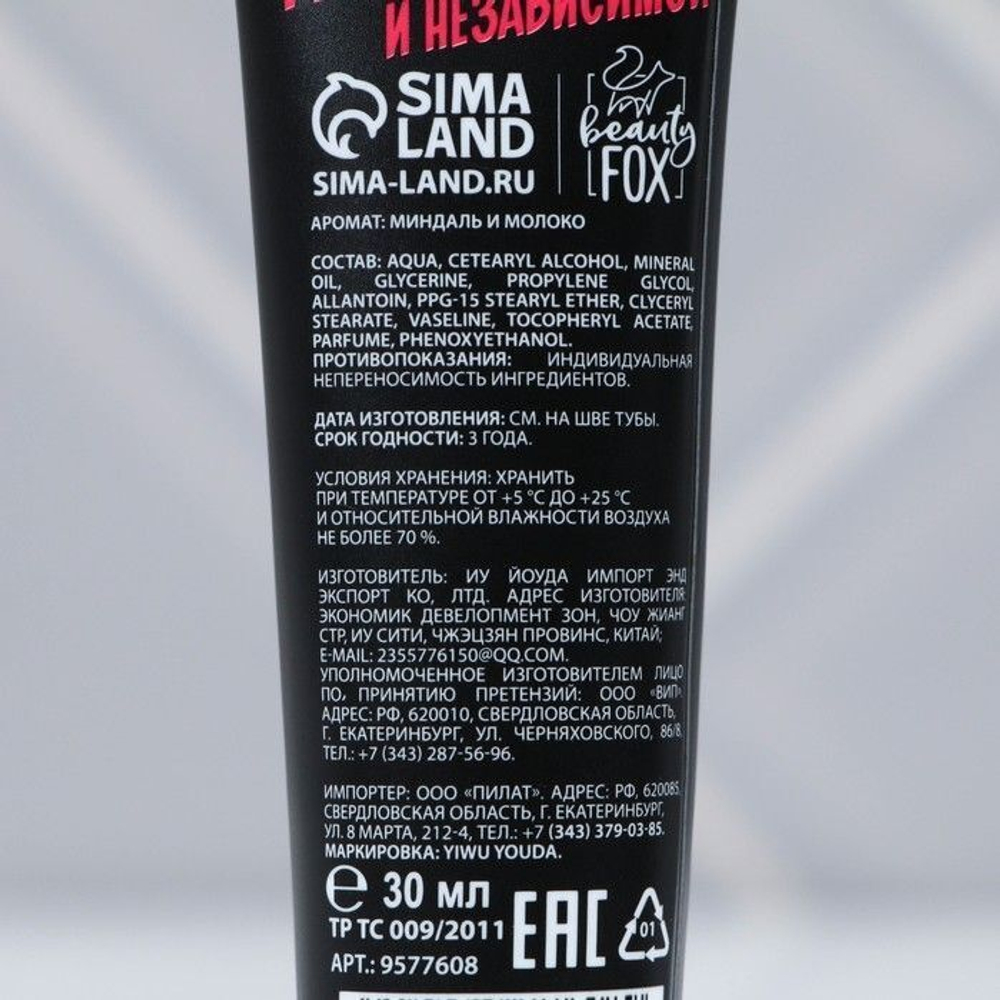 И НЕЗАВИСИМОЙ
SIMA
LAND
SIMA-LAND.RU
beauty
FOX
АРОМАТ: МИНДАЛЬ И МОЛОКО
СОСТАВ: AQUA, CETEARYL ALCOHOL, MINERAL
OIL, GLYCERINE, PROPYLENE GLYCOL,
ALLANTOIN, PPG-15 STEARYL ETHER, CLYCERYL
STEARATE, VASELINE, TOCOPHERYL ACETATE,
PARFUME, PHENOXYETHANOL.
ПРОТИВОПОКАЗАНИЯ: ИНДИВИДУАЛЬНАЯ
НЕПЕРЕНОСИМОСТЬ ИНГРЕДИЕНТОВ.
ДАТА ИЗГОТОВЛЕНИЯ: СМ. НА ШВЕ ТУБЫ.
СРОК ГОДНОСТИ: 3 ГОДА.
УСЛОВИЯ ХРАНЕНИЯ: ХРАНИТЬ
ПРИ ТЕМПЕРАТУРЕ ОТ +5 °C ДО +25 °C
И ОТНОСИТЕЛЬНОЙ ВЛАЖНОСТИ ВОЗДУХА
НЕ БОЛЕЕ 70 %.
ИЗГОТОВИТЕЛЬ: ИУ ЙОУДА ИМПОРТ ЭНД
ЭКСПОРТ КО, ЛТД. АДРЕС ИЗГОТОВИТЕЛЯ:
ЭКОНОМИК ДЕВЕЛОПМЕНТ ЗОН, ЧОУ ЖИАНГ
СТР, ИУ СИТИ, ЧЖЭЦЗЯН ПРОВИНС, КИТАЙ;
E-MAIL: 2355776150@QQ.COM.
УПОЛНОМОЧЕННОЕ ИЗГОТОВИТЕЛЕМ ЛИЦО
ПО, ПРИНЯТИЮ ПРЕТЕНЗИЙ: ООО «ВИП».
АДРЕС: РФ, 620010, СВЕРДЛОВСКАЯ ОБЛАСТЬ,
Г. ЕКАТЕРИНБУРГ, УЛ. ЧЕРНЯХОВСКОГО, 86/8.
ТЕЛ.: +7 (343) 287-56-96.
ИМПОРТЕР: ООО «ПИЛАТ». АДРЕС: РФ, 620085,
СВЕРДЛОВСКАЯ ОБЛАСТЬ, Г. ЕКАТЕРИНБУРГ,
УЛ. 8 МАРТА, 212-4, ТЕЛ.: +7 (343) 379-03-85.
МАРКИРОВКА: YIWU YOUDA.
℮ 30 МЛ
ТР ТС 009/2011
EAC
01
АРТ.: 9577608